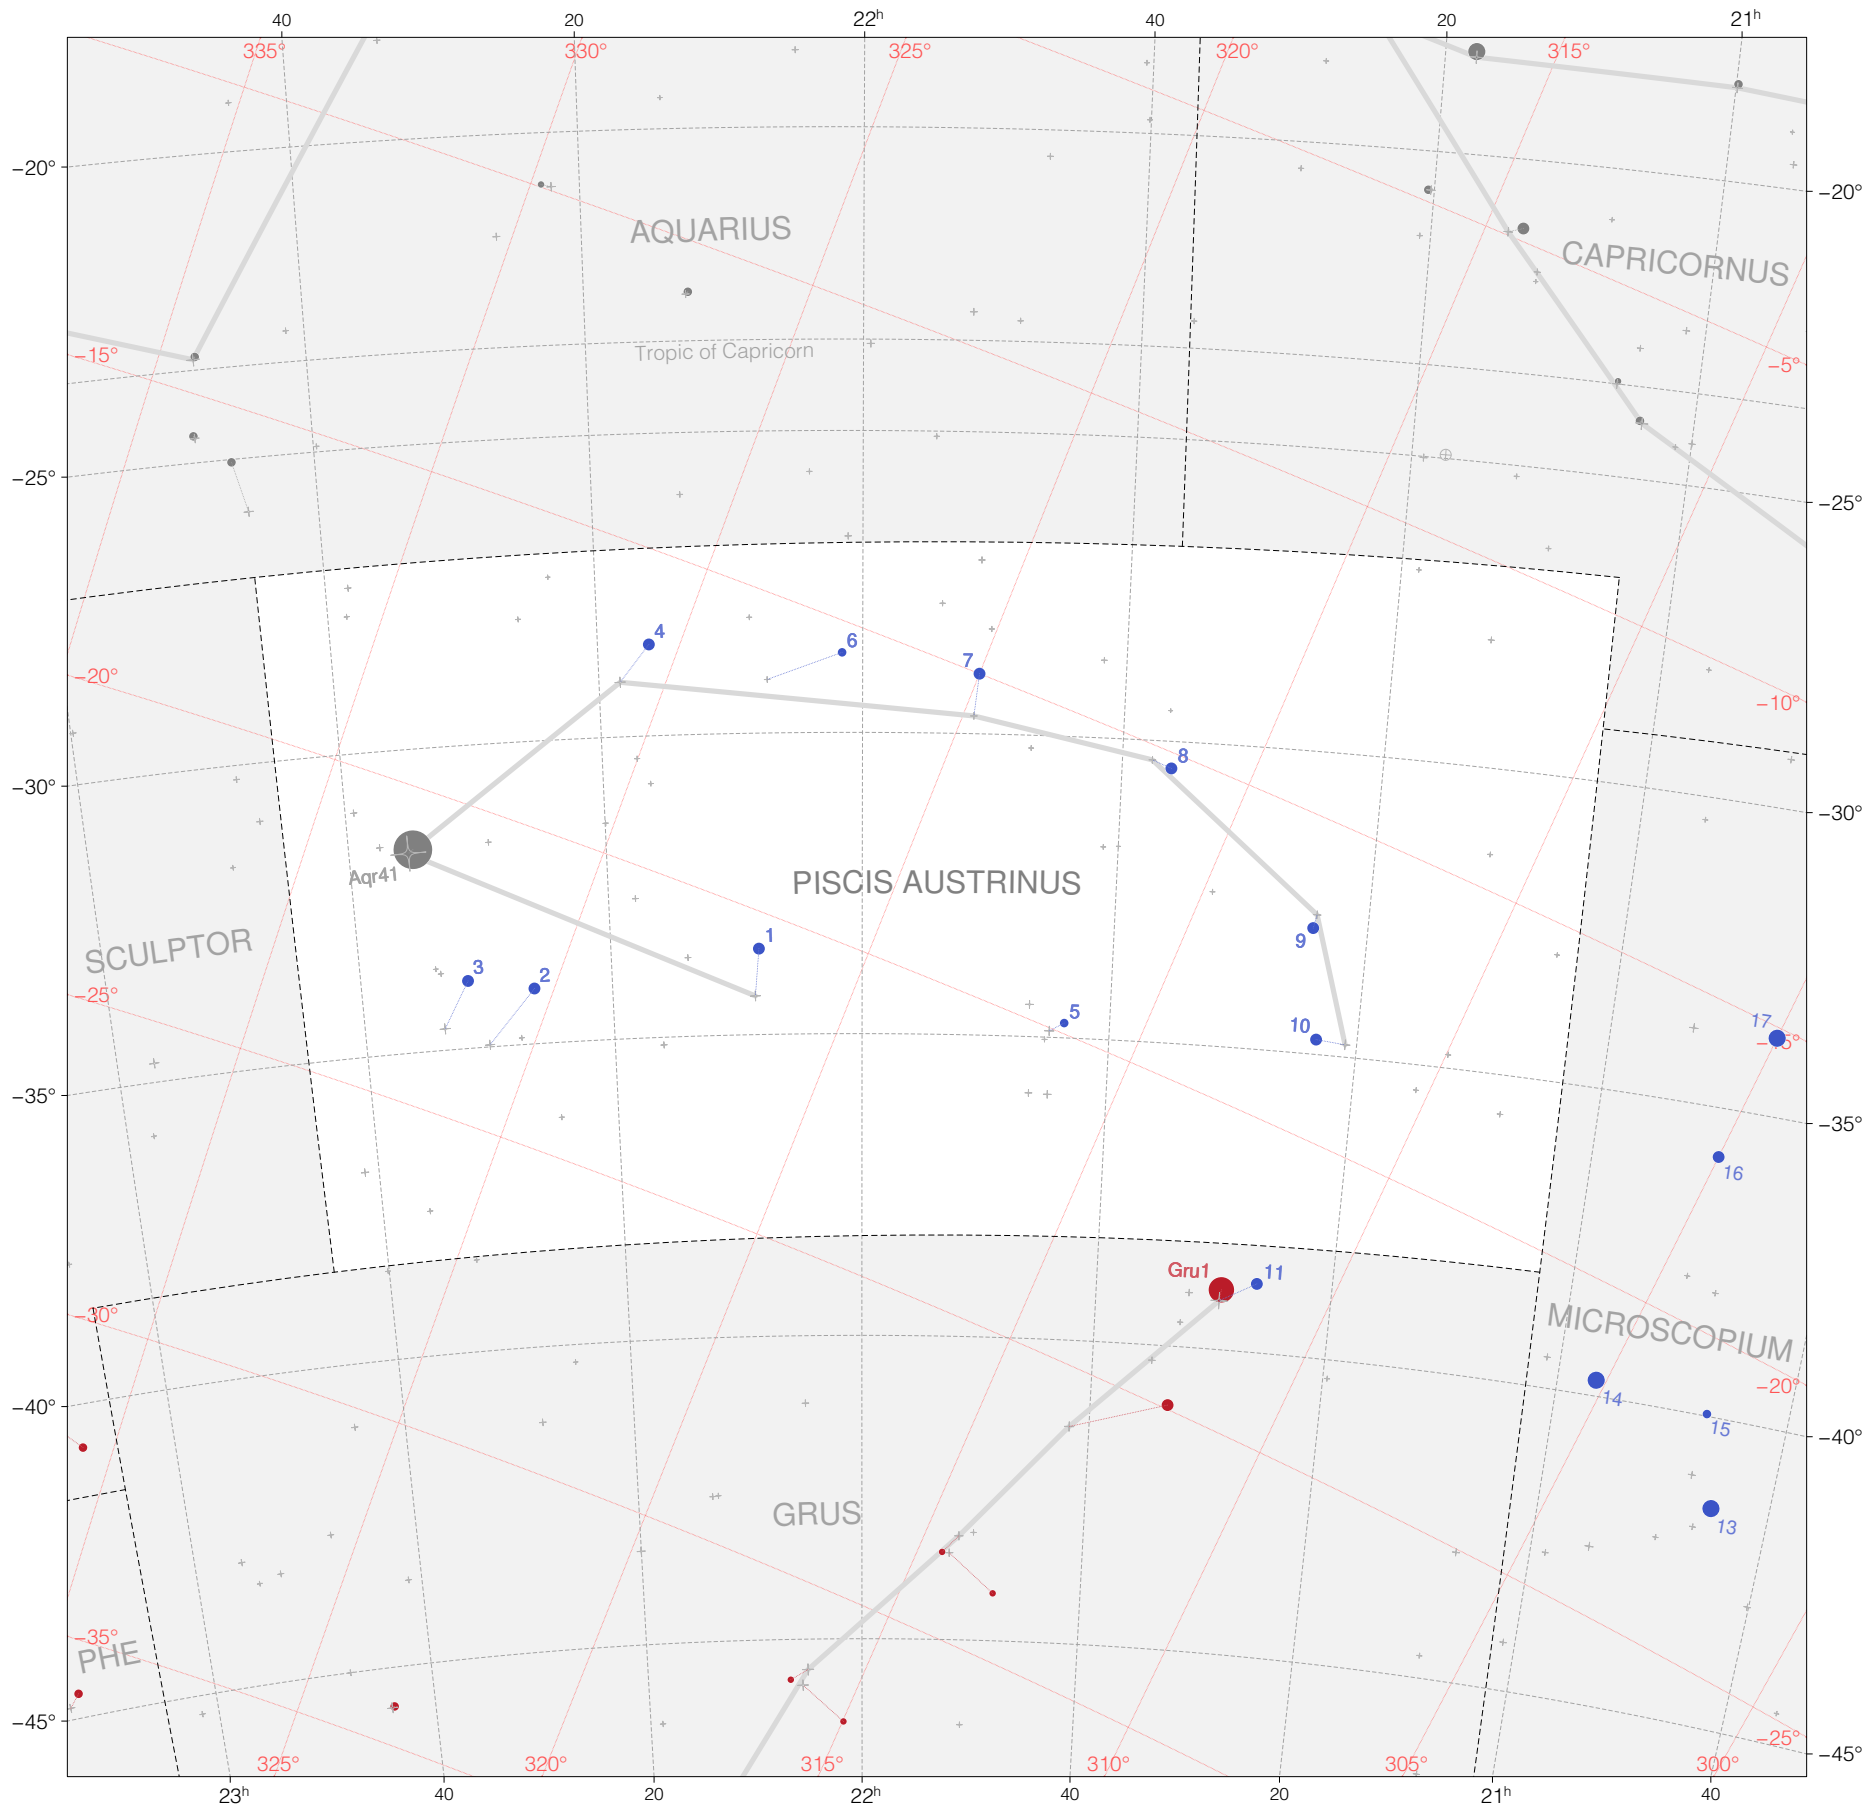 40 20 22h 40 20 21h
335° 330° 325° 320° 315°
−20° −20°
AQUARIUS
CAPRICORNUS
Tropic of Capricorn
−15° −5°
−25° −25°
4
6
7
−20° −10°
8
−30° −30°
Aqr41
PISCIS AUSTRINUS
SCULPTOR
1
9
3 2
−25°
5 10 17
−15°
−35° −35°
16
Gru1 11
−30°
MICROSCOPIUM
−20°
14
−40°
15
−40°
GRUS
13
−35°
PHE
−45° −25°
−45°
325° 320° 315° 310° 305° 300°
23h 40 20 22h 40 20 21h 40